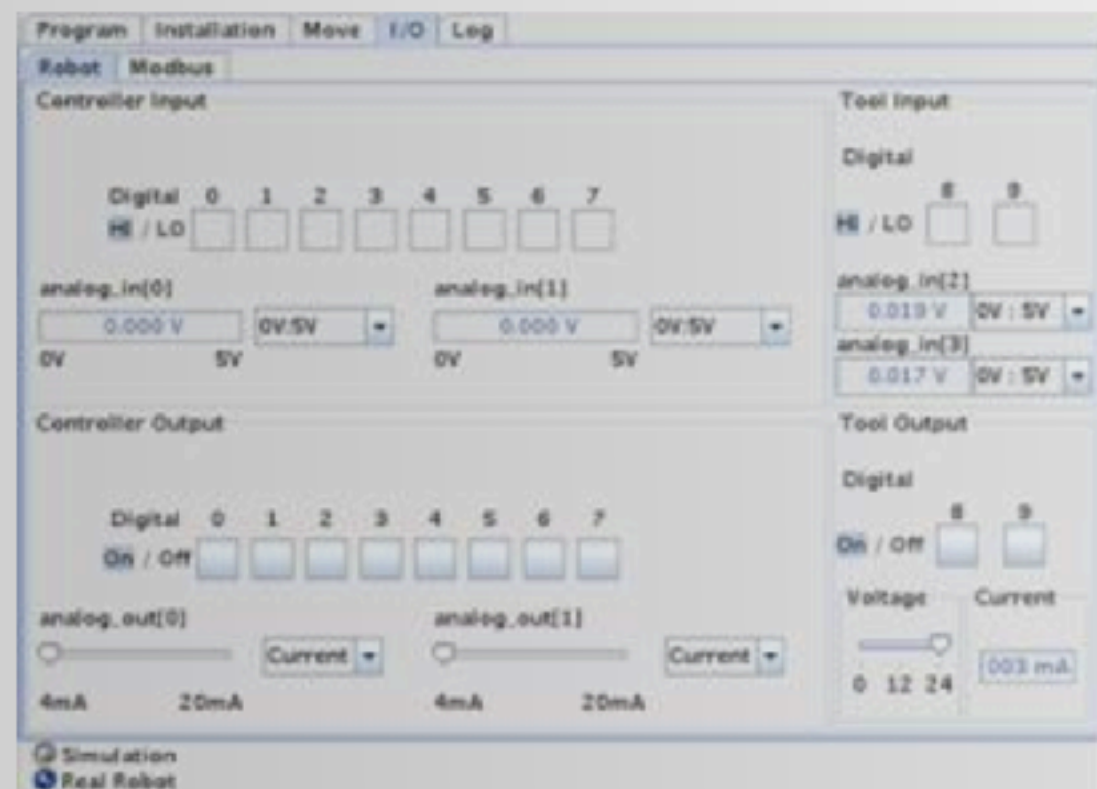 Program Installation Move I/O Log
Robot Modbus
Controller Input
Digital 0 1 2 3 4 5 6 7
HI / LO
analog_in[0] analog_in[1]
0.000 V 0V:5V 0.000 V 0V:5V
0V 5V 0V 5V
Tool Input
Digital
8 9
HI / LO
analog_in[2]
0.019 V 0V : 5V
analog_in[3]
0.017 V 0V : 5V
Controller Output
Digital 0 1 2 3 4 5 6 7
On / Off
analog_out[0] analog_out[1]
Current Current
4mA 20mA 4mA 20mA
Tool Output
Digital
8 9
On / Off
Voltage Current
003 mA
0 12 24
Simulation
Real Robot